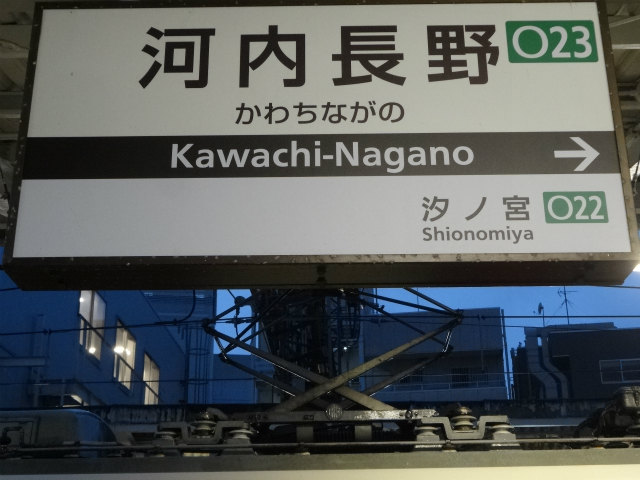 河内長野 O23
かわちながの
Kawachi-Nagano →
汐ノ宮 O22
Shionomiya